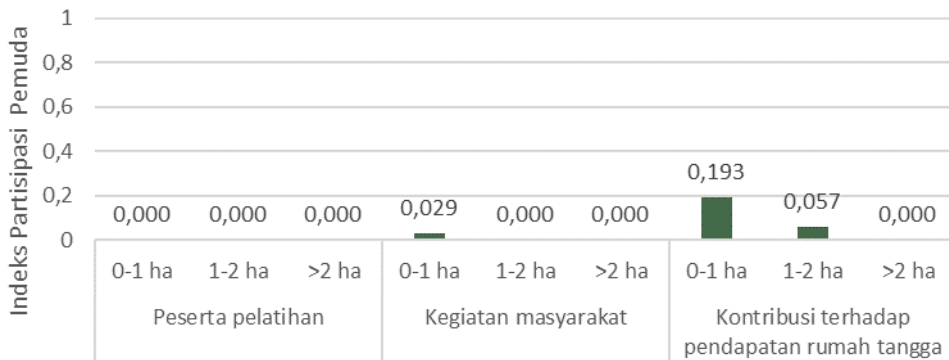 Indeks Partisipasi Pemuda
1
0,8
0,6
0,4
0,2
0
0,000 0,000 0,000 0,029 0,000 0,000 0,193 0,057 0,000
0-1 ha 1-2 ha >2 ha 0-1 ha 1-2 ha >2 ha 0-1 ha 1-2 ha >2 ha
Peserta pelatihan Kegiatan masyarakat Kontribusi terhadap
pendapatan rumah tangga